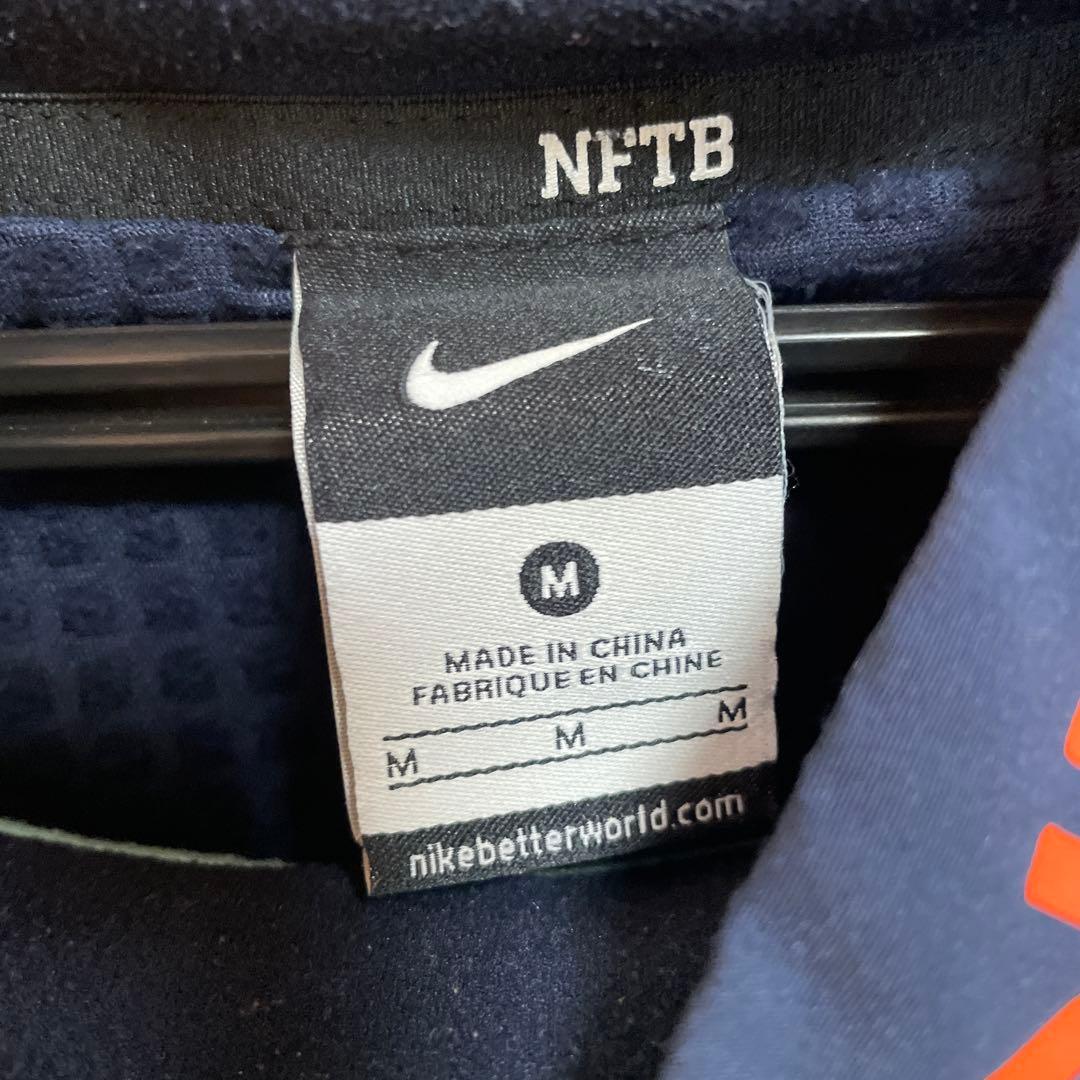 NFTB
M
MADE IN CHINA
FABRIQUE EN CHINE
M M M
nikebetterworld.com